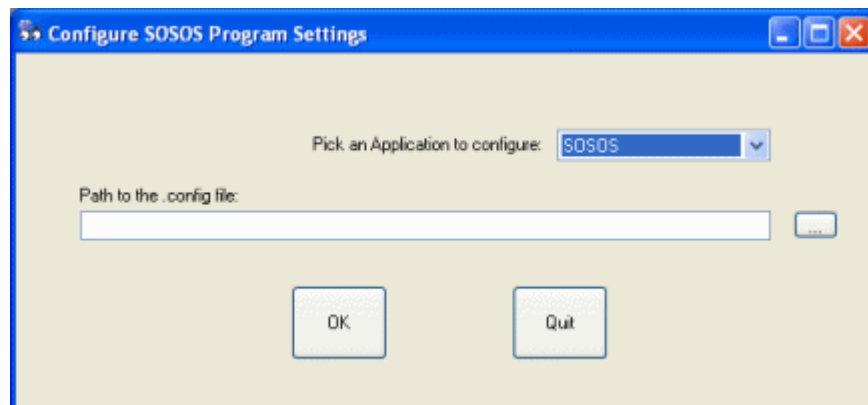 Configure SOSOS Program Settings
Pick an Application to configure: SOSOS
Path to the .config file:
...
OK Quit